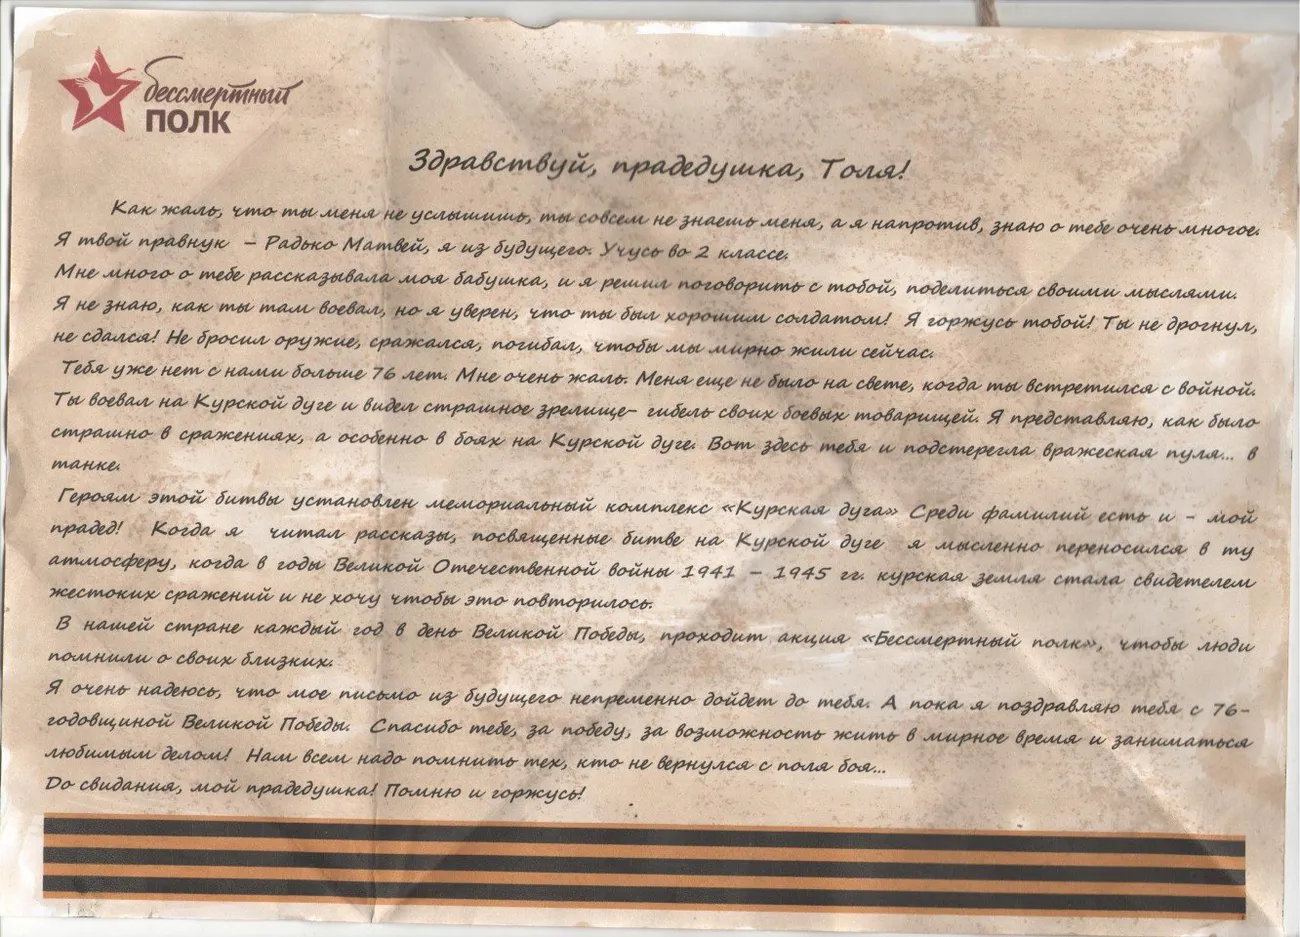 бессмертный
ПОЛК
Здравствуй, прадедушка, Толя!
Как жаль, что ты меня не услышишь, ты совсем не знаешь меня, а я напротив, знаю о тебе очень многое.
Я твой правнук – Радько Матвей, я из будущего. Учусь во 2 классе.
Мне много о тебе рассказывала моя бабушка, и я решил поговорить с тобой, поделиться своими мыслями.
Я не знаю, как ты там воевал, но я уверен, что ты был хорошим солдатом! Я горжусь тобой! Ты не дрогнул,
не сдался! Не бросил оружие, сражался, погибал, чтобы мы мирно жили сейчас.
Тебя уже нет с нами больше 76 лет. Мне очень жаль. Меня еще не было на свете, когда ты встретился с войной.
Ты воевал на Курской дуге и видел страшное зрелище- гибель своих боевых товарищей. Я представляю, как было
страшно в сражениях, а особенно в боях на Курской дуге. Вот здесь тебя и подстерегла вражеская пуля... в
танке.
Героям этой битвы установлен мемориальный комплекс «Курская дуга» Среди фамилий есть и - мой
прадед! Когда я читал рассказы, посвященные битве на Курской дуге я мысленно переносился в ту
атмосферу, когда в годы Великой Отечественной войны 1941 – 1945 гг. курская земля стала свидетелем
жестоких сражений и не хочу чтобы это повторилось.
В нашей стране каждый год в день Великой Победы, проходит акция «Бессмертный полк», чтобы люди
помнили о своих близких.
Я очень надеюсь, что мое письмо из будущего непременно дойдет до тебя. А пока я поздравляю тебя с 76-
годовщиной Великой Победы. Спасибо тебе, за победу, за возможность жить в мирное время и заниматься
любимым делом! Нам всем надо помнить тех, кто не вернулся с поля боя...
До свидания, мой прадедушка! Помню и горжусь!